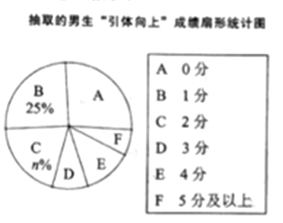 抽取的男生“引体向上”成绩扇形统计图
B
25%
A
C
n%
D
E
F
A 0分
B 1分
C 2分
D 3分
E 4分
F 5分及以上